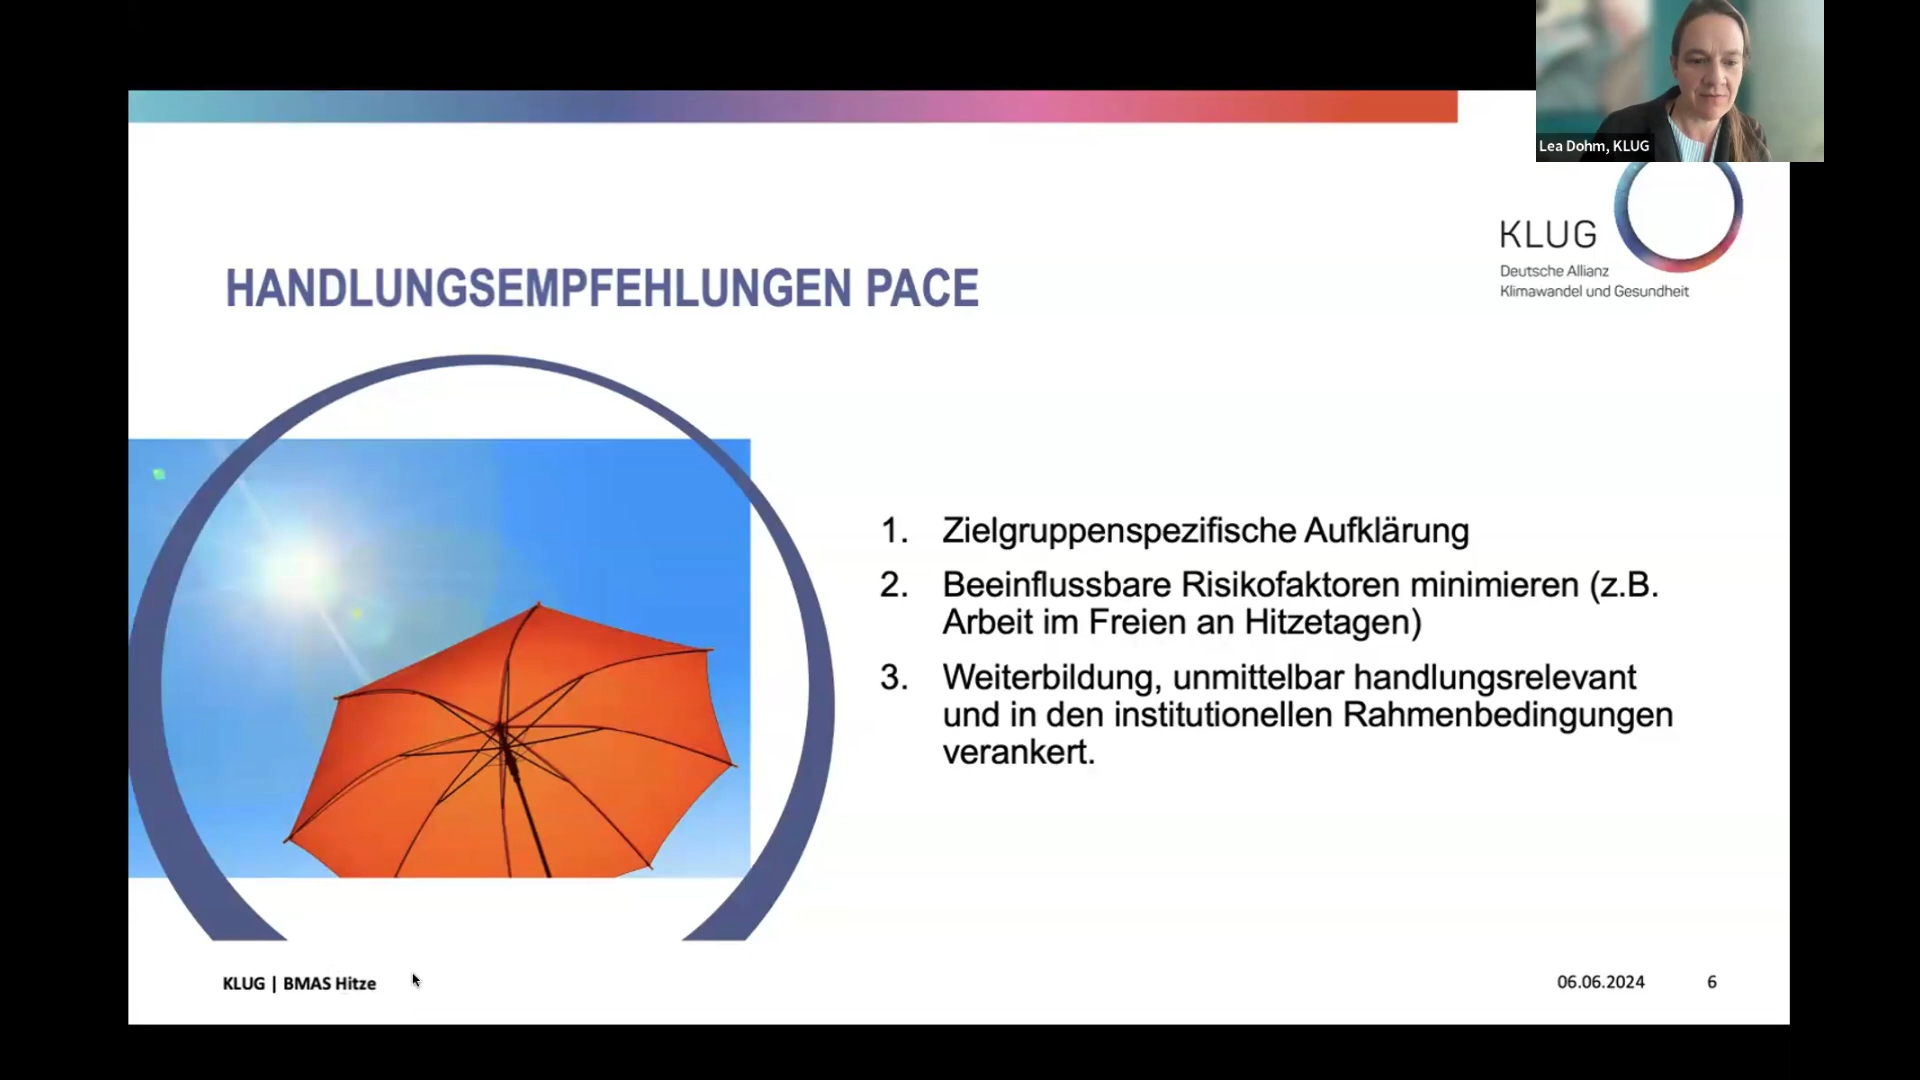 Lea Dohm, KLUG
KLUG
Deutsche Allianz
Klimawandel und Gesundheit
HANDLUNGSEMPFEHLUNGEN PACE
1. Zielgruppenspezifische Aufklärung
2. Beeinflussbare Risikofaktoren minimieren (z.B.
Arbeit im Freien an Hitzetagen)
3. Weiterbildung, unmittelbar handlungsrelevant
und in den institutionellen Rahmenbedingungen
verankert.
KLUG | BMAS Hitze
06.06.2024 6